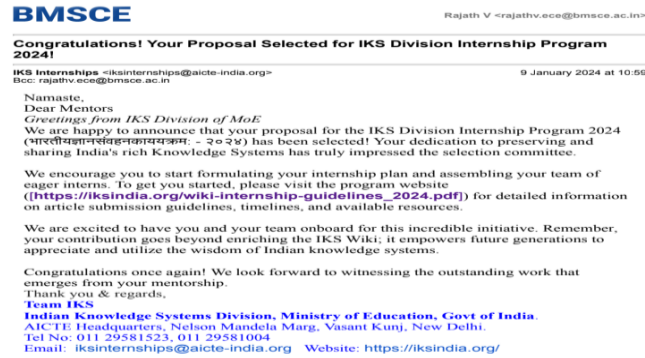 BMSCE
Rajath V <rajathv.ece@bmsce.ac.in>
Congratulations! Your Proposal Selected for IKS Division Internship Program
2024!
IKS Internships <iksinternships@aicte-india.org>
9 January 2024 at 10:59
Bcc: rajathv.ece@bmsce.ac.in
Namaste,
Dear Mentors
Greetings from IKS Division of MoE
We are happy to announce that your proposal for the IKS Division Internship Program 2024
(भारतीयज्ञानसंवहनकाययक्रम: - २०२४) has been selected! Your dedication to preserving and
sharing India's rich Knowledge Systems has truly impressed the selection committee.
We encourage you to start formulating your internship plan and assembling your team of
eager interns. To get you started, please visit the program website
([https://iksindia.org/wiki-internship-guidelines_2024.pdf]) for detailed information
on article submission guidelines, timelines, and available resources.
We are excited to have you and your team onboard for this incredible initiative. Remember,
your contribution goes beyond enriching the IKS Wiki; it empowers future generations to
appreciate and utilize the wisdom of Indian knowledge systems.
Congratulations once again! We look forward to witnessing the outstanding work that
emerges from your mentorship.
Thank you & regards,
Team IKS
Indian Knowledge Systems Division, Ministry of Education, Govt of India.
AICTE Headquarters, Nelson Mandela Marg, Vasant Kunj, New Delhi.
Tel No: 011 29581523, 011 29581004
Email: iksinternships@aicte-india.org Website: https://iksindia.org/